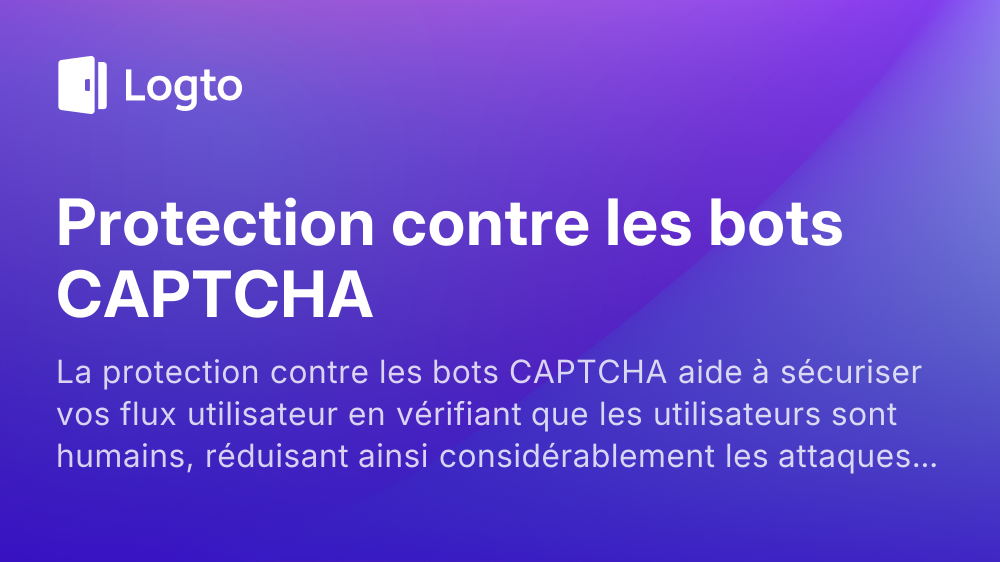 Logto
Protection contre les bots
CAPTCHA
La protection contre les bots CAPTCHA aide à sécuriser
vos flux utilisateur en vérifiant que les utilisateurs sont
humains, réduisant ainsi considérablement les attaques...